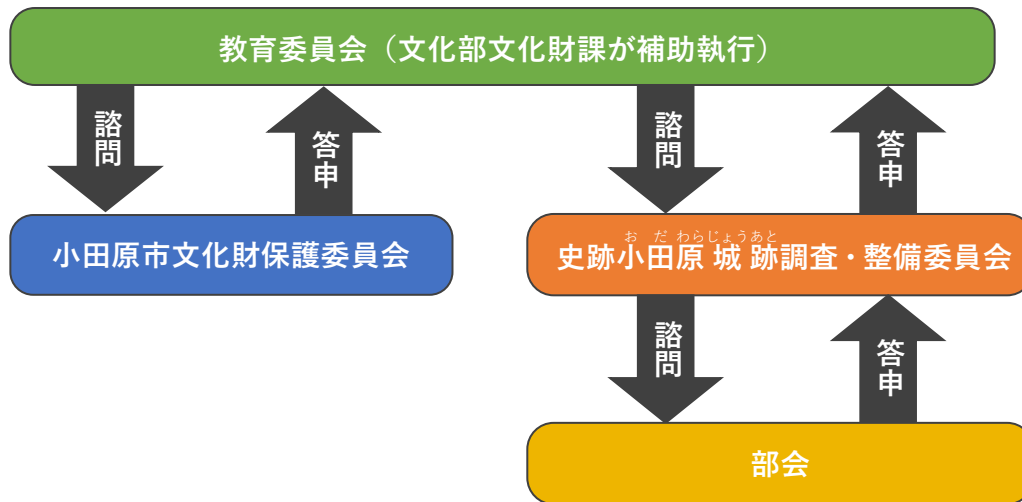 教育委員会（文化部文化財課が補助執行）
諮問
答申
諮問
答申
小田原市文化財保護委員会
おだわらじょうあと
史跡小田原城跡調査・整備委員会
諮問
答申
部会